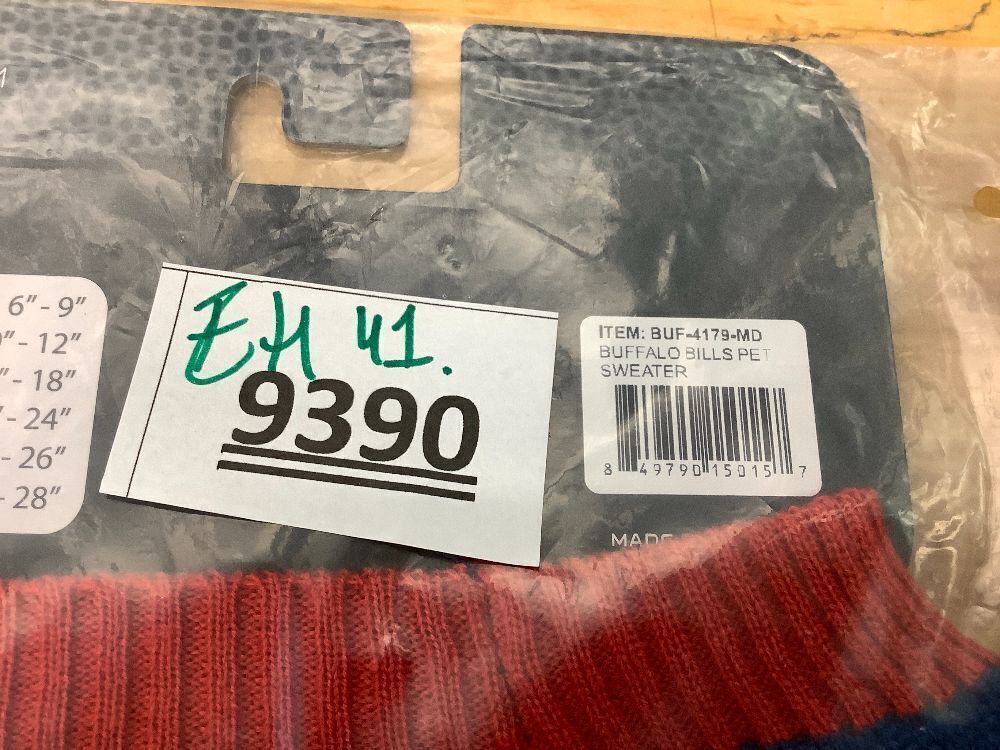 6″ - 9″
- 12″
- 18″
- 24″
- 26″
- 28″
EH 41.
9390
ITEM: BUF-4179-MD
BUFFALO BILLS PET
SWEATER
8 49790 15015 7
MADE